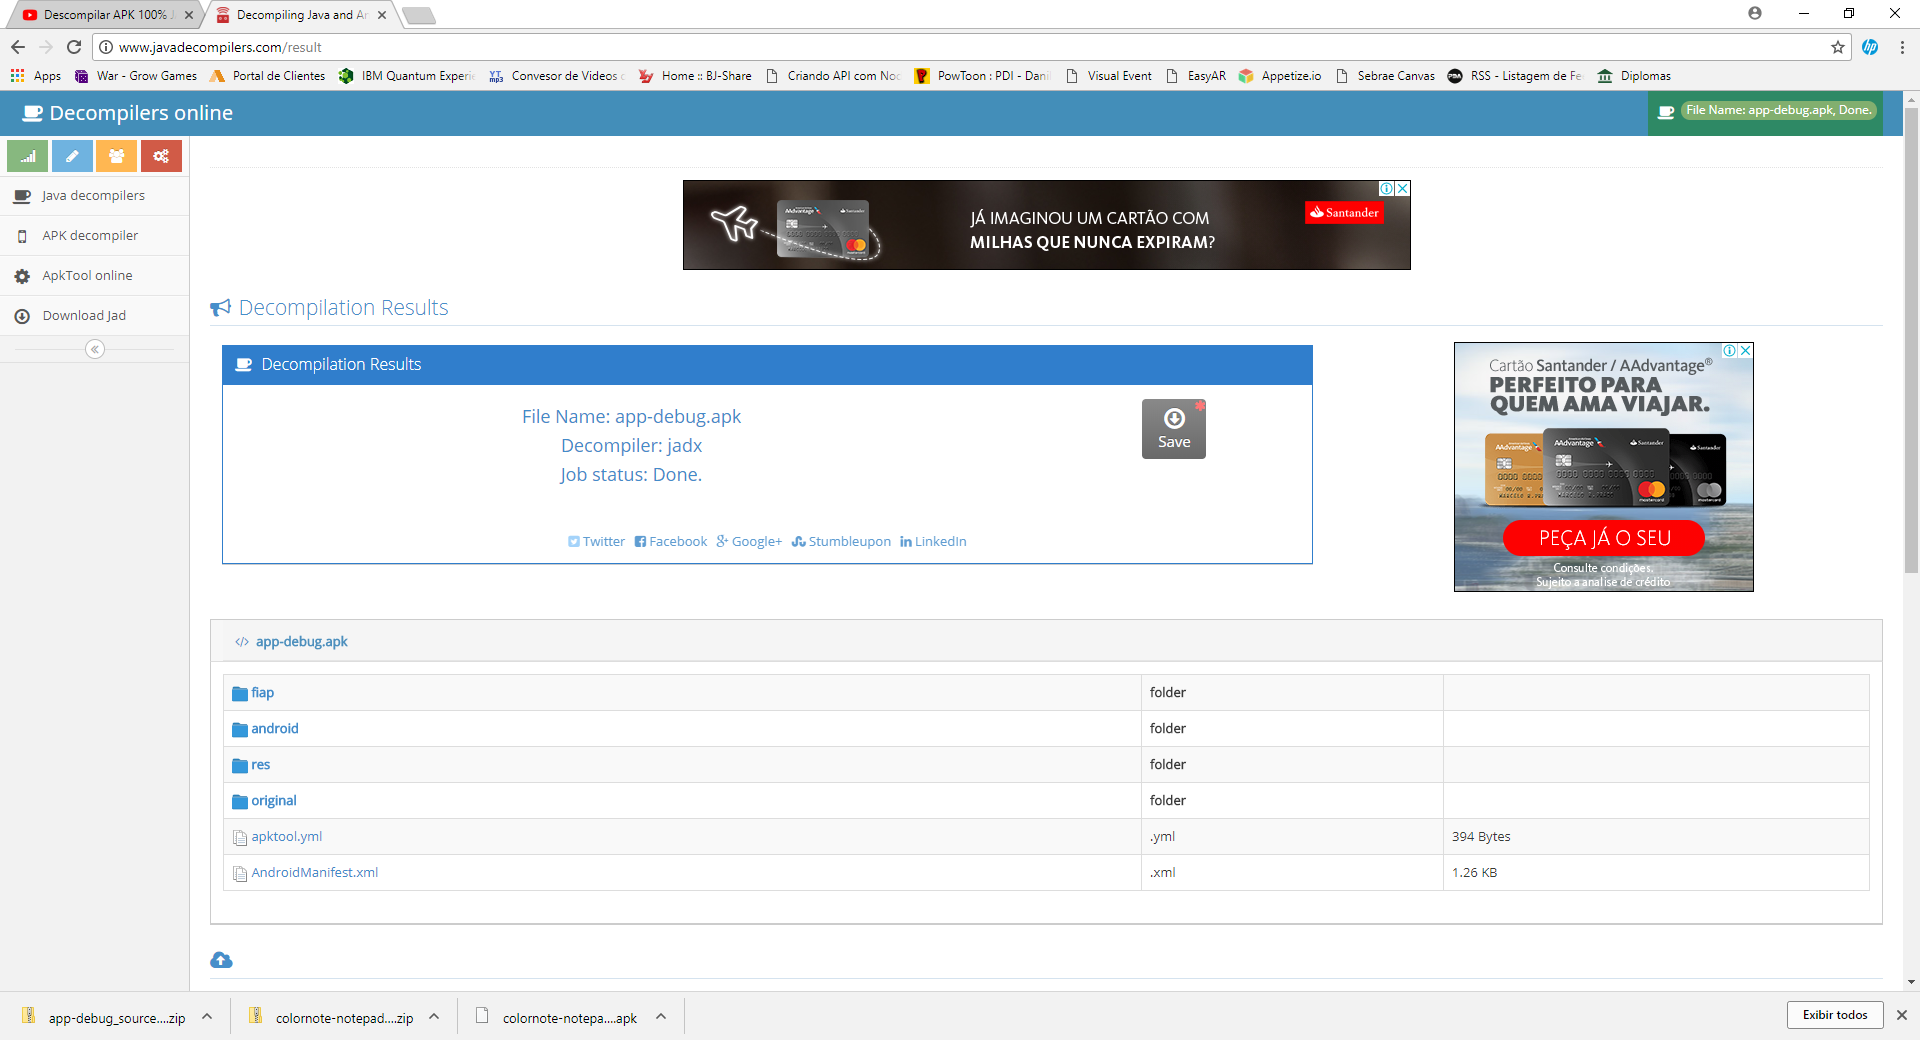 Descompilar APK 100% J
Decompiling Java and An
www.javadecompilers.com/result
Apps
War - Grow Games
Portal de Clientes
IBM Quantum Experie
Convesor de Videos
Home :: BJ-Share
Criando API com Noc
PowToon : PDI - Dani
Visual Event
EasyAR
Appetize.io
Sebrae Canvas
RSS - Listagem de Fe
Diplomas
Decompilers online
File Name: app-debug.apk, Done.
Java decompilers
APK decompiler
ApkTool online
Download Jad
JÁ IMAGINOU UM CARTÃO COM
MILHAS QUE NUNCA EXPIRAM?
Santander
Decompilation Results
Decompilation Results
File Name: app-debug.apk
Decompiler: jadx
Job status: Done.
Save
Twitter Facebook Google+ Stumbleupon LinkedIn
Cartão Santander / AAdvantage®
PERFEITO PARA
QUEM AMA VIAJAR.
PEÇA JÁ O SEU
Consulte condições.
Sujeito a analise de crédito
app-debug.apk
fiap folder
android folder
res folder
original folder
apktool.yml .yml 394 Bytes
AndroidManifest.xml .xml 1.26 KB
app-debug_source....zip
colornote-notepad....zip
colornote-notepa....apk
Exibir todos